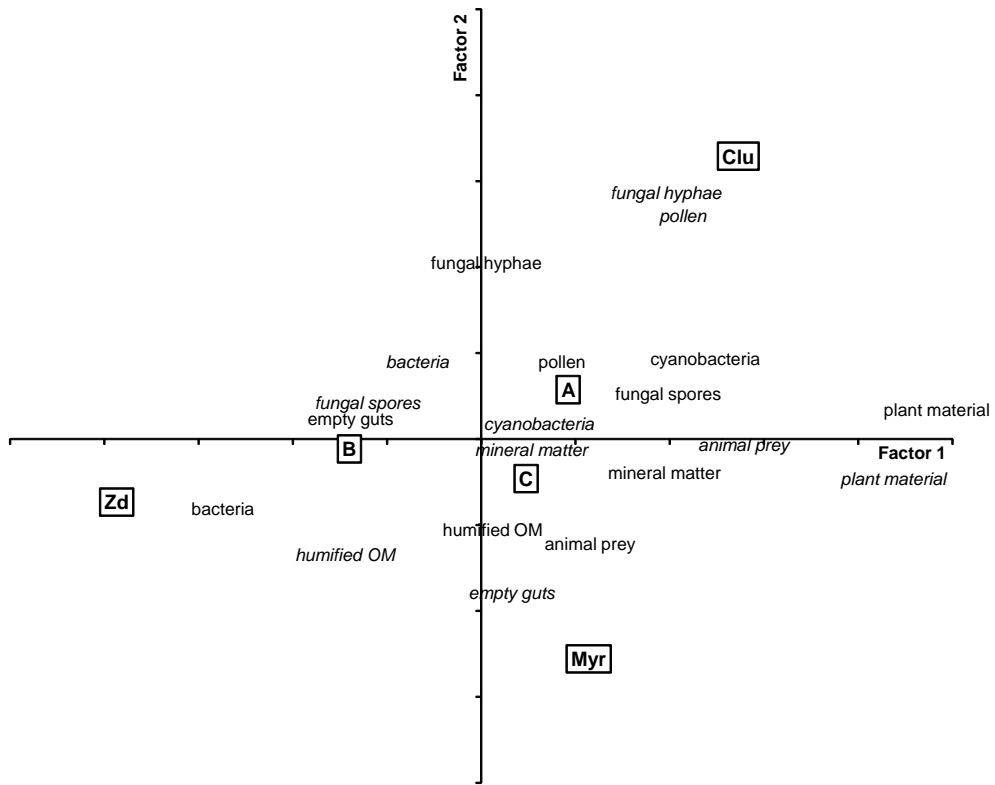 Factor 2
Clu
fungal hyphae
pollen
fungal hyphae
bacteria
pollen
cyanobacteria
A
fungal spores
fungal spores
plant material
empty guts
cyanobacteria
B
mineral matter
animal prey
Factor 1
C
mineral matter
plant material
Zd
bacteria
humified OM
animal prey
humified OM
empty guts
Myr